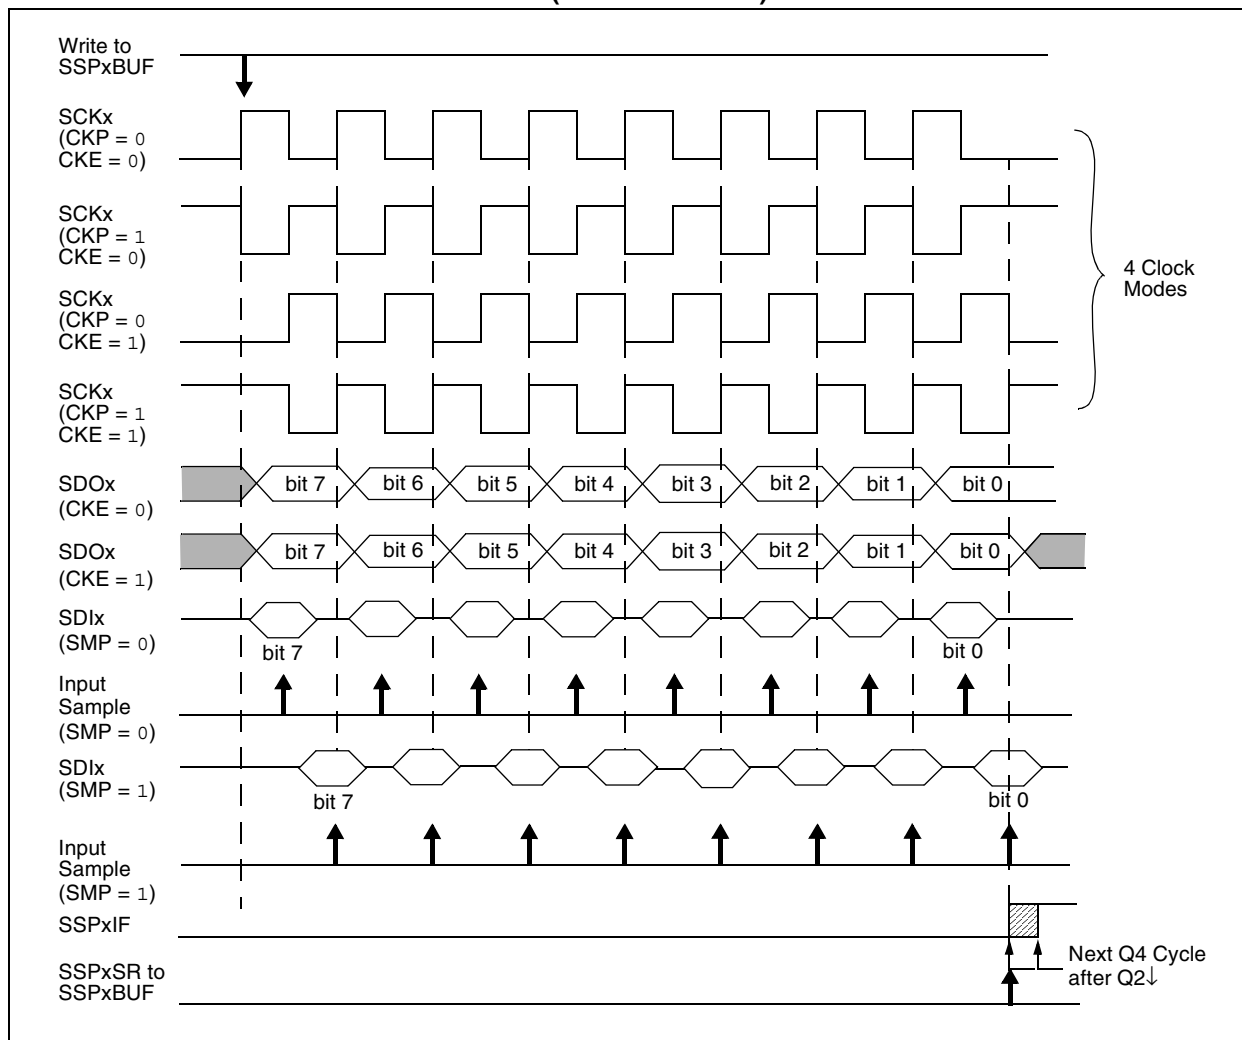 Write to
SSPxBUF
SCKx
(CKP = 0
CKE = 0)
SCKx
(CKP = 1
CKE = 0)
SCKx
(CKP = 0
CKE = 1)
SCKx
(CKP = 1
CKE = 1)
4 Clock
Modes
SDOx
(CKE = 0)
bit 7 bit 6 bit 5 bit 4 bit 3 bit 2 bit 1 bit 0
SDOx
(CKE = 1)
bit 7 bit 6 bit 5 bit 4 bit 3 bit 2 bit 1 bit 0
SDIx
(SMP = 0)
bit 7 bit 0
Input
Sample
(SMP = 0)
SDIx
(SMP = 1)
bit 7 bit 0
Input
Sample
(SMP = 1)
SSPxIF
Next Q4 Cycle
after Q2↓
SSPxSR to
SSPxBUF